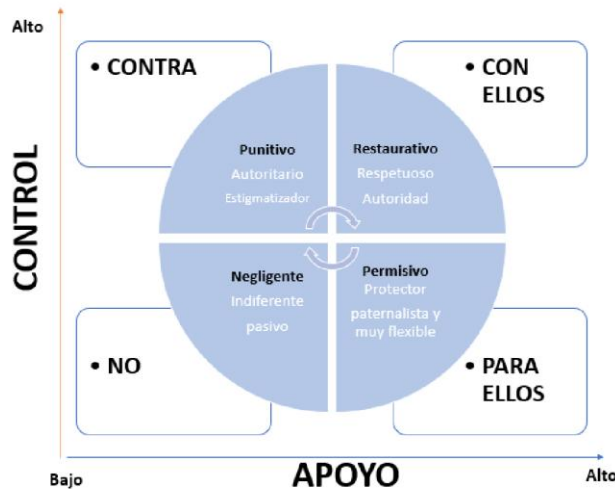 Alto
• CONTRA
• CON
ELLOS
CONTROL
Punitivo
Autoritario
Estigmatizador
Restaurativo
Respetuoso
Autoridad
Negligente
Indiferente
pasivo
Permisivo
Protector
paternalista y
muy flexible
• NO
• PARA
ELLOS
Bajo
APOYO
Alto